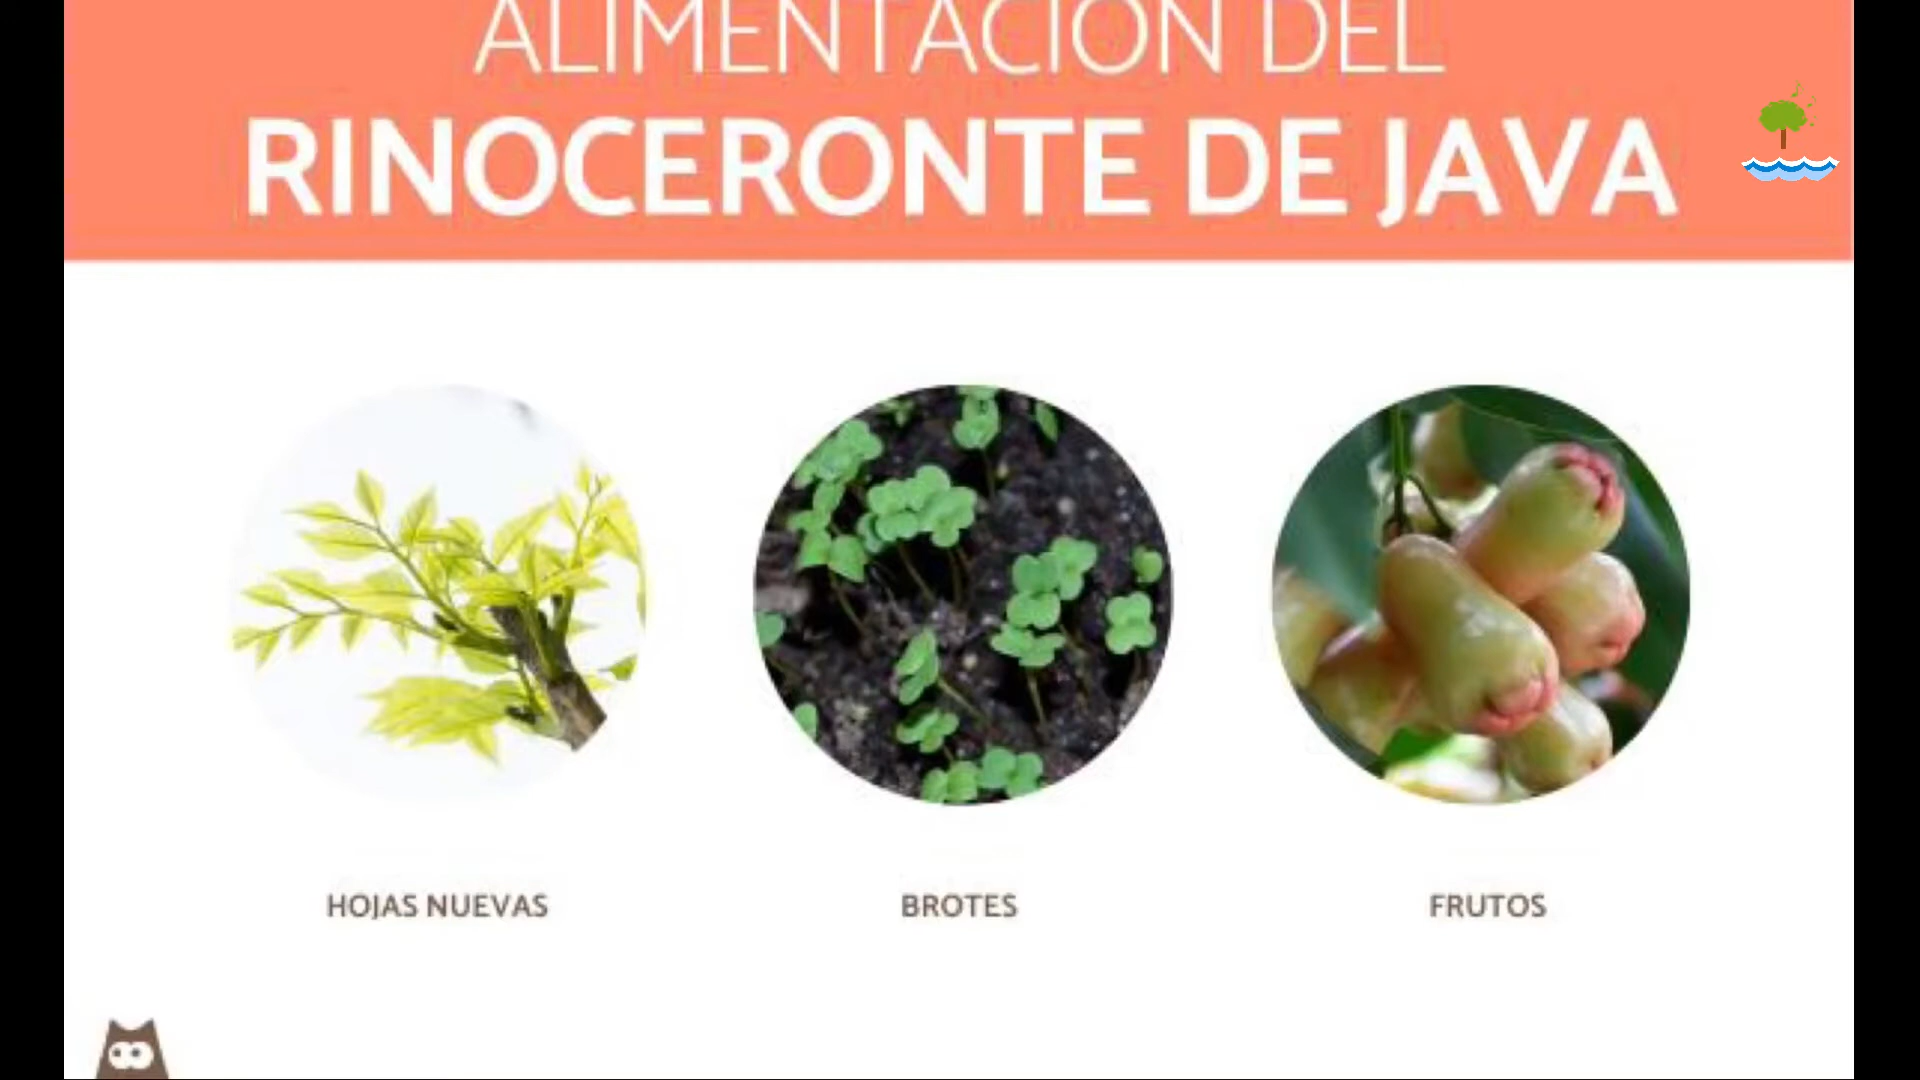 ALIMENTACIÓN DEL
RINOCERONTE DE JAVA
HOJAS NUEVAS
BROTES
FRUTOS